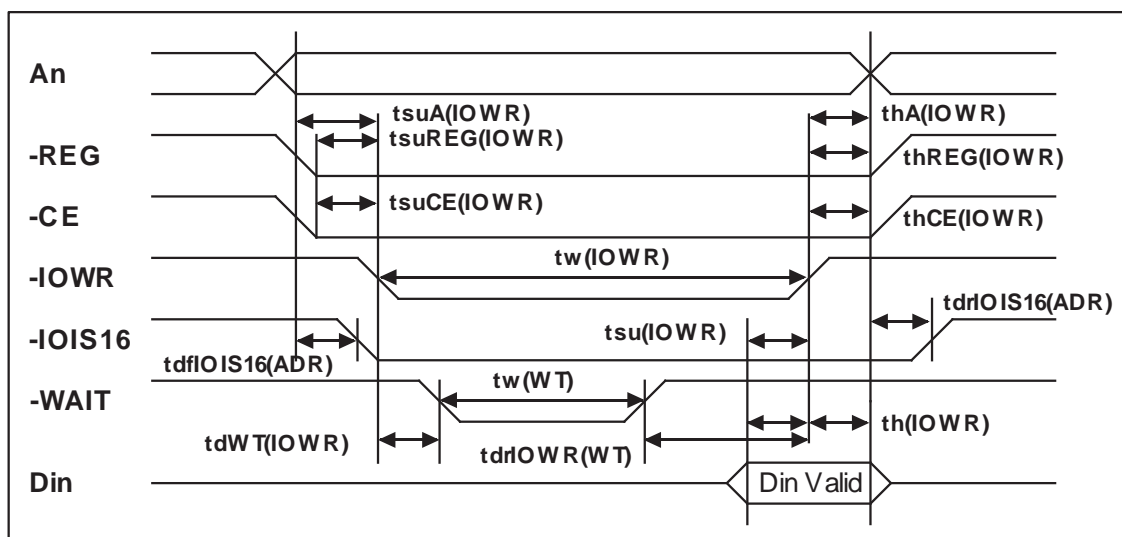 An
tsuA(IOWR)
thA(IOWR)
tsuREG(IOWR)
-REG
thREG(IOWR)
tsuCE(IOWR)
-CE
thCE(IOWR)
tw(IOWR)
-IOWR
tdrIOIS16(ADR)
tsu(IOWR)
-IOIS16
tdfIOIS16(ADR)
tw(WT)
-WAIT
th(IOWR)
tdWT(IOWR)
tdrIOWR(WT)
Din
Din Valid